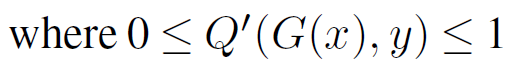 where 0 ≤ Q′(G(x), y) ≤ 1